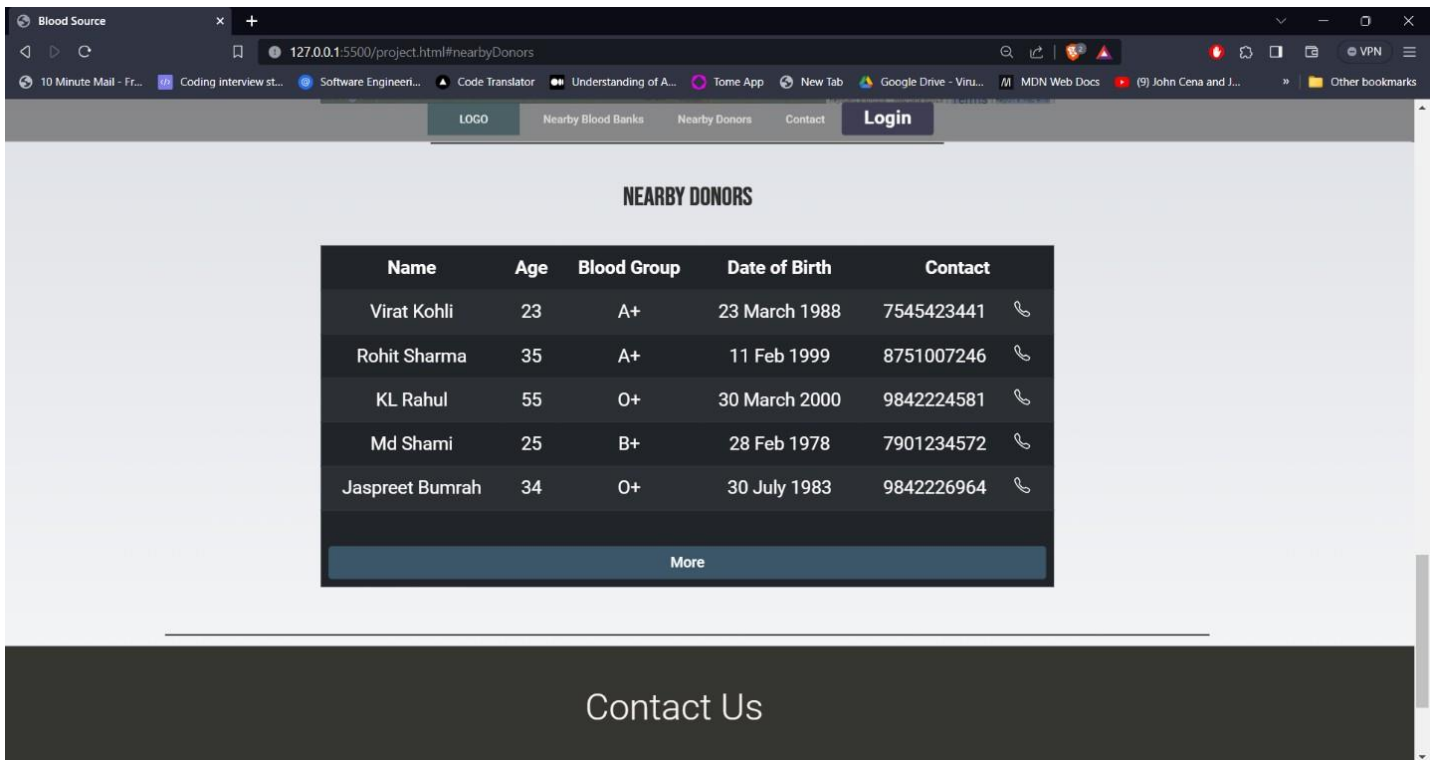 Blood Source
127.0.0.1:5500/project.html#nearbyDonors
VPN
10 Minute Mail - Fr... Coding interview st... Software Engineeri... Code Translator Understanding of A... Tome App New Tab Google Drive - Viru... MDN Web Docs (9) John Cena and J... » Other bookmarks
LOGO Nearby Blood Banks Nearby Donors Contact Login
NEARBY DONORS
Name Age Blood Group Date of Birth Contact
Virat Kohli 23 A+ 23 March 1988 7545423441
Rohit Sharma 35 A+ 11 Feb 1999 8751007246
KL Rahul 55 O+ 30 March 2000 9842224581
Md Shami 25 B+ 28 Feb 1978 7901234572
Jaspreet Bumrah 34 O+ 30 July 1983 9842226964
More
Contact Us